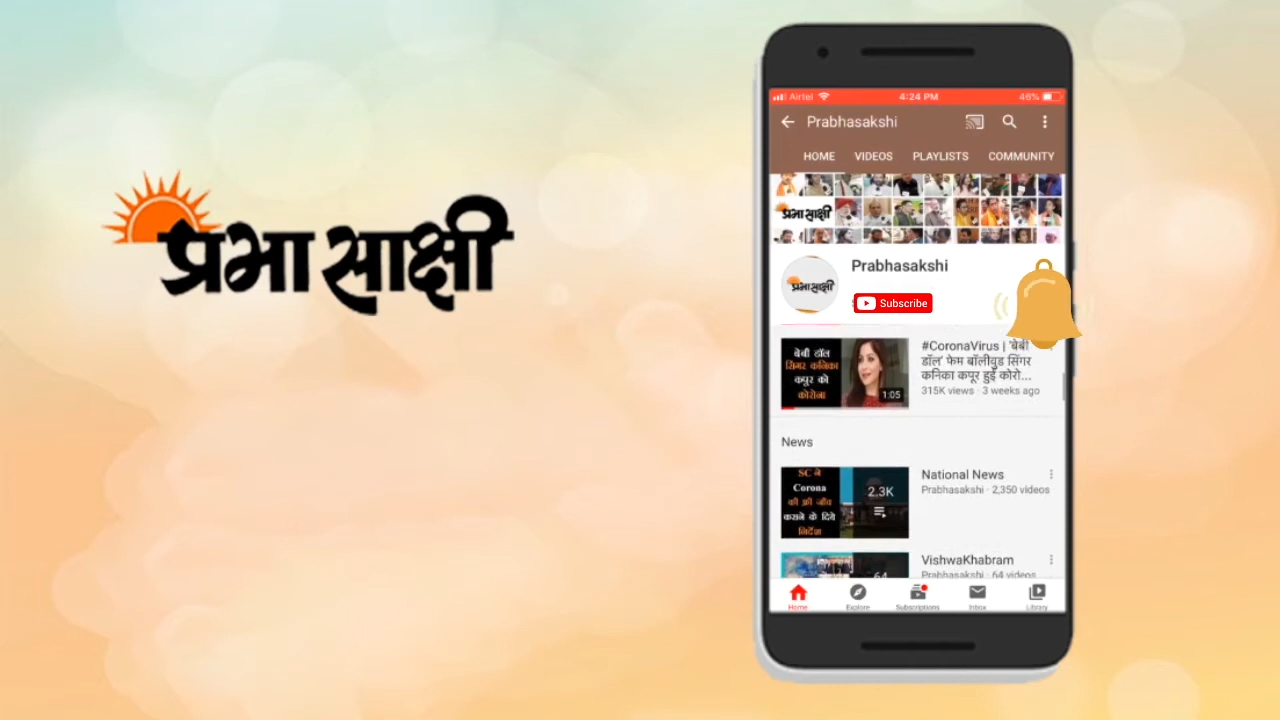 प्रभा साक्षी
Airtel 4:24 PM 46%
Prabhasakshi
HOME VIDEOS PLAYLISTS COMMUNITY
प्रभा साक्षी
प्रभा साक्षी
Prabhasakshi
Subscribe
बेबी डॉल
सिंगर कनिका
कपूर को
कोरोना
1:05
#CoronaVirus | 'बेबी
डॉल' फेम बॉलीवुड सिंगर
कनिका कपूर हुई कोरो...
315K views · 3 weeks ago
News
SC ने
Corona
की फ्री जाँच
कराने के दिये
निर्देश
2.3K
National News
Prabhasakshi · 2,350 videos
64
VishwaKhabram
Prabhasakshi · 64 videos
Home Explore Subscriptions Inbox Library